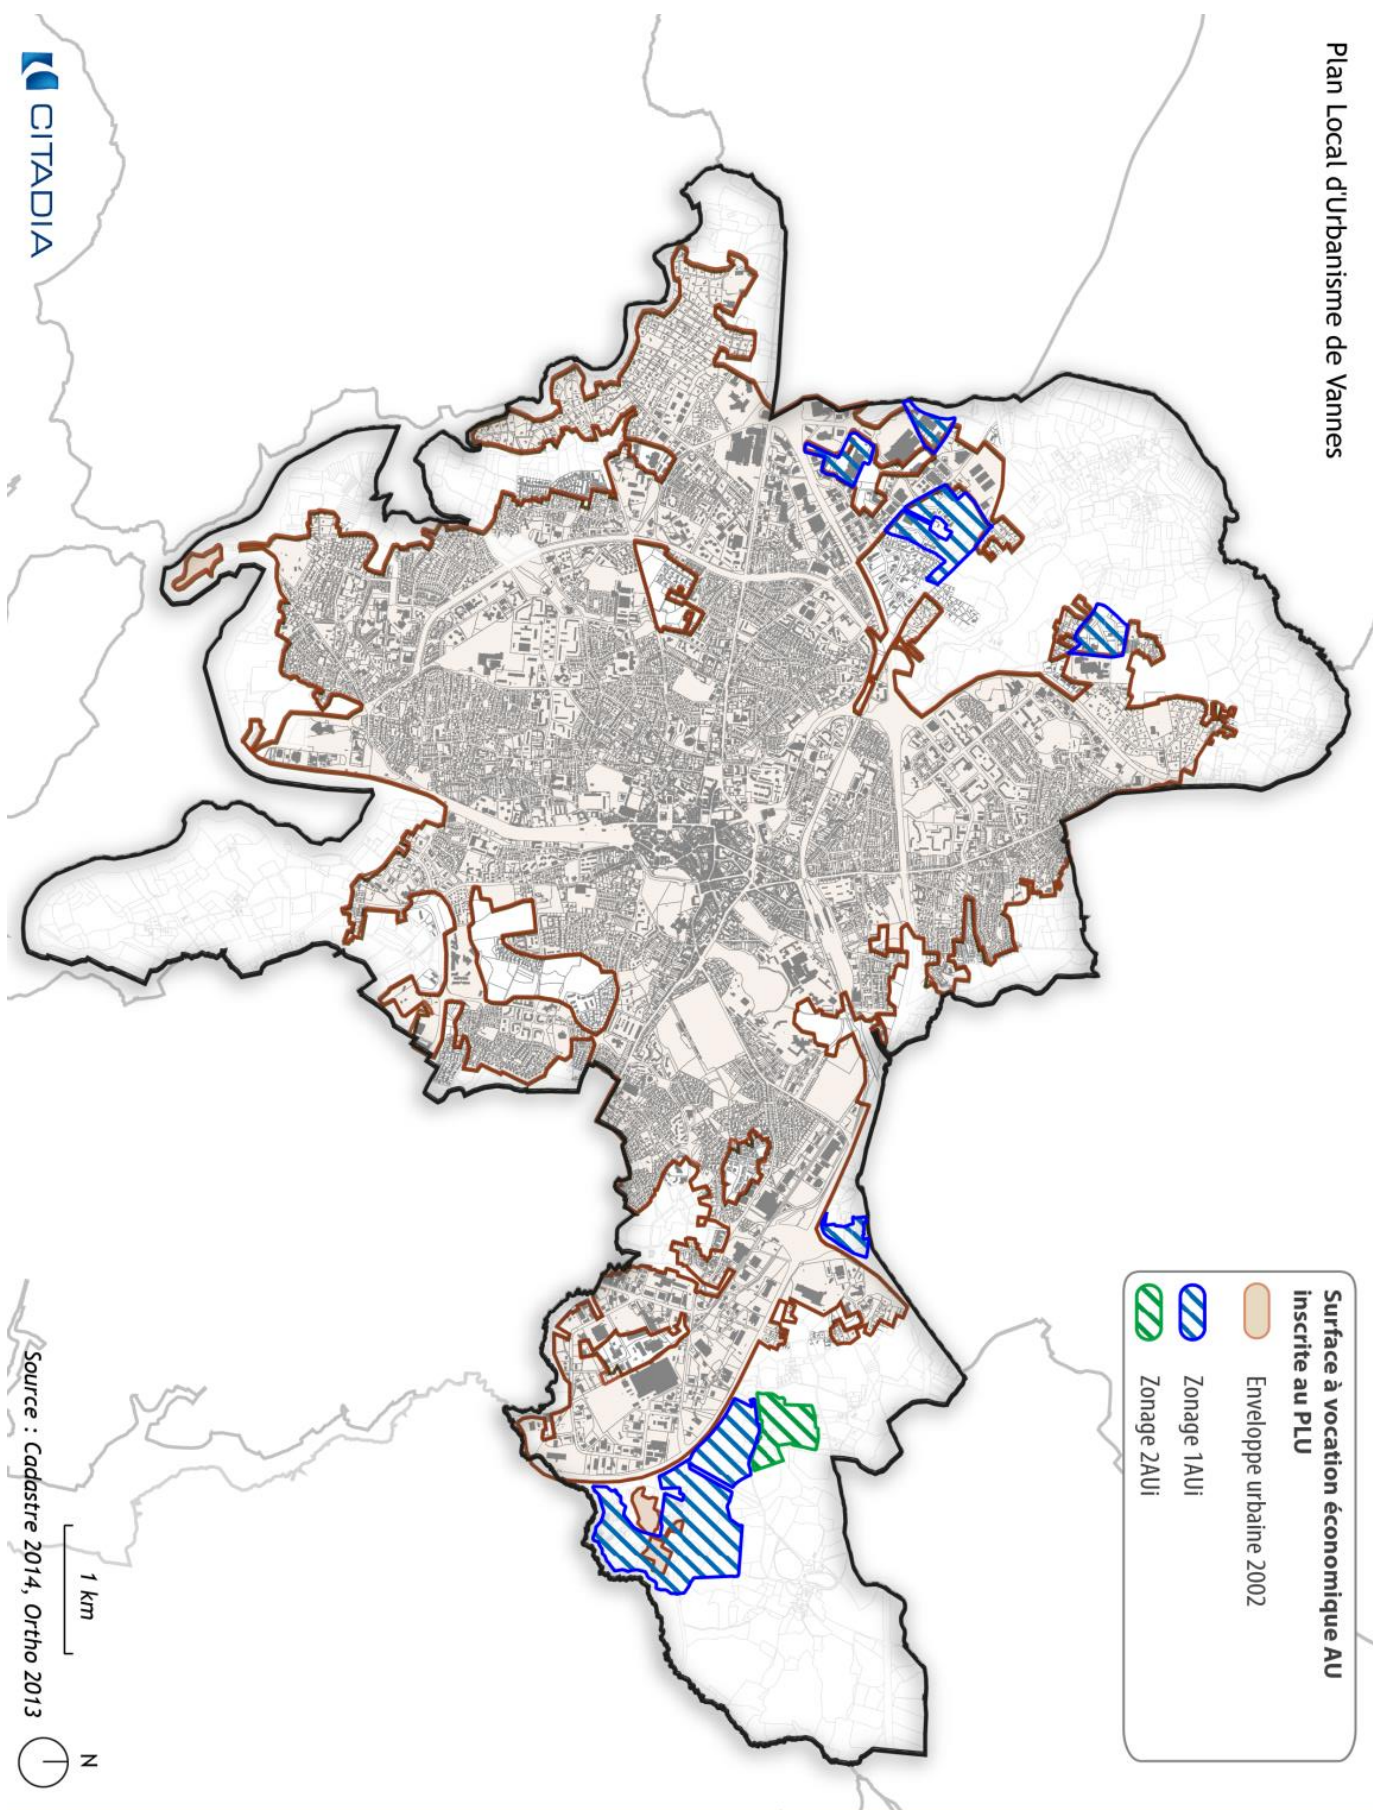 Plan Local d'Urbanisme de Vannes
Surface à vocation économique AU
inscrite au PLU
Enveloppe urbaine 2002
Zonage 1AUi
Zonage 2AUi
CITADIA
1 km
N
Source : Cadastre 2014, Ortho 2013